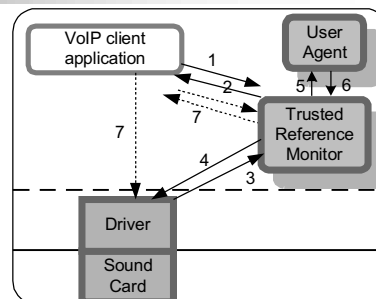 VoIP client
application
User
Agent
1
2
5
6
7
7
Trusted
Reference
Monitor
4
3
Driver
Sound
Card